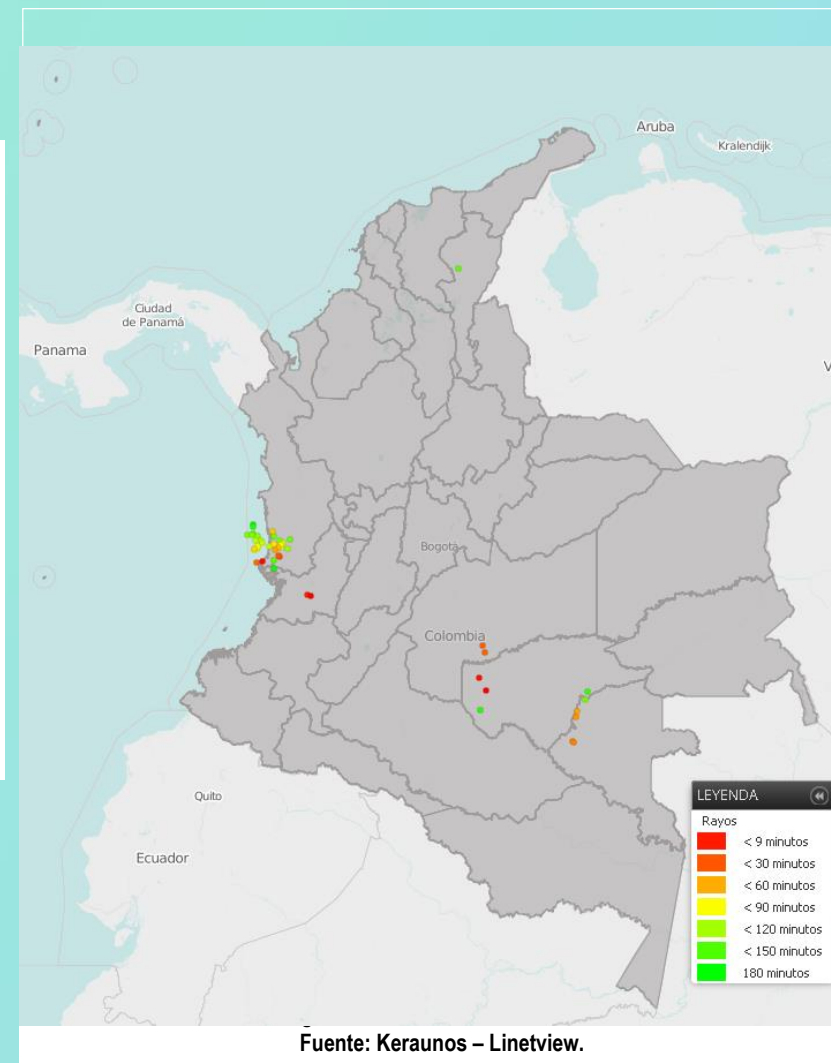 Aruba
Kralendijk
Ciudad
de Panamá
Panama
V
Bogotá
Colombia
Quito
Ecuador
LEYENDA
Rayos
< 9 minutos
< 30 minutos
< 60 minutos
< 90 minutos
< 120 minutos
< 150 minutos
180 minutos
Fuente: Keraunos – Linetview.